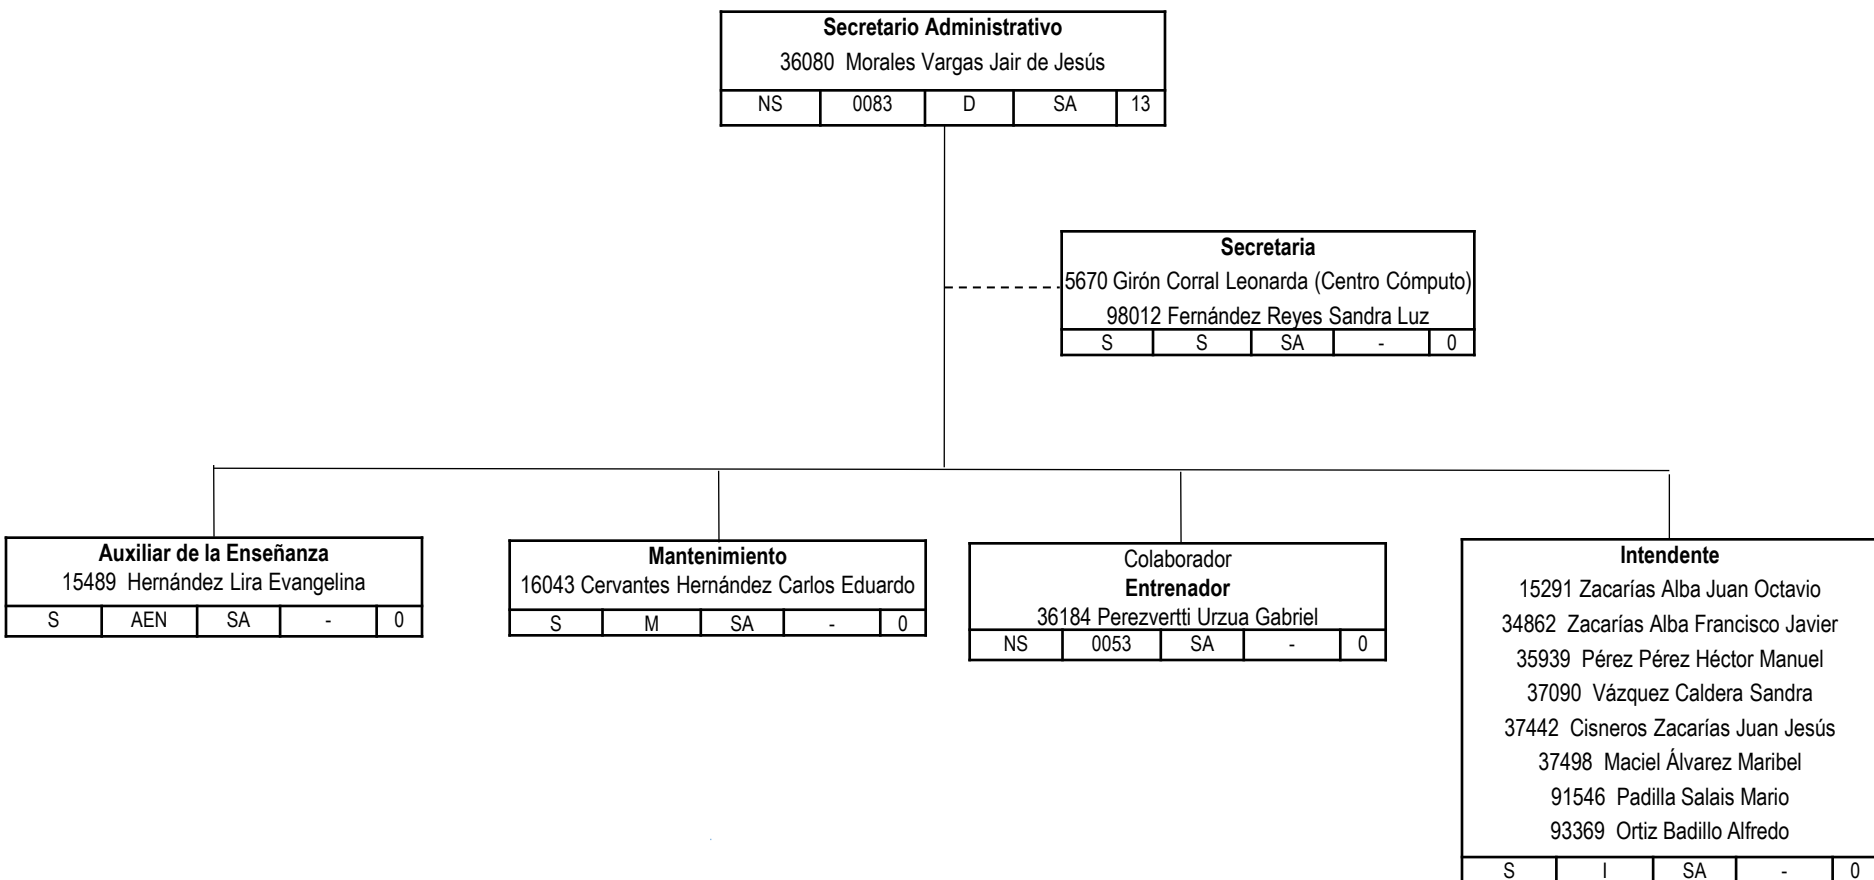 Secretario Administrativo
36080 Morales Vargas Jair de Jesús
NS 0083 D SA 13
Secretaria
5670 Girón Corral Leonarda (Centro Cómputo)
98012 Fernández Reyes Sandra Luz
S S SA - 0
Auxiliar de la Enseñanza
15489 Hernández Lira Evangelina
S AEN SA - 0
Mantenimiento
16043 Cervantes Hernández Carlos Eduardo
S M SA - 0
Colaborador
Entrenador
36184 Perezvertti Urzua Gabriel
NS 0053 SA - 0
Intendente
15291 Zacarías Alba Juan Octavio
34862 Zacarías Alba Francisco Javier
35939 Pérez Pérez Héctor Manuel
37090 Vázquez Caldera Sandra
37442 Cisneros Zacarías Juan Jesús
37498 Maciel Álvarez Maribel
91546 Padilla Salais Mario
93369 Ortiz Badillo Alfredo
S I SA - 0